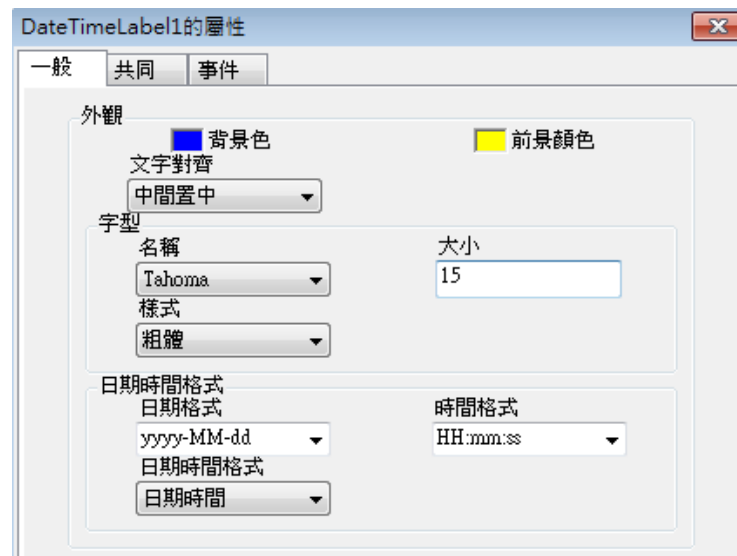 DateTimeLabel1的屬性
一般 共同 事件
外觀
背景色 前景顏色
文字對齊
中間置中
字型
名稱 大小
Tahoma 15
樣式
粗體
日期時間格式
日期格式 時間格式
yyyy-MM-dd HH:mm:ss
日期時間格式
日期時間